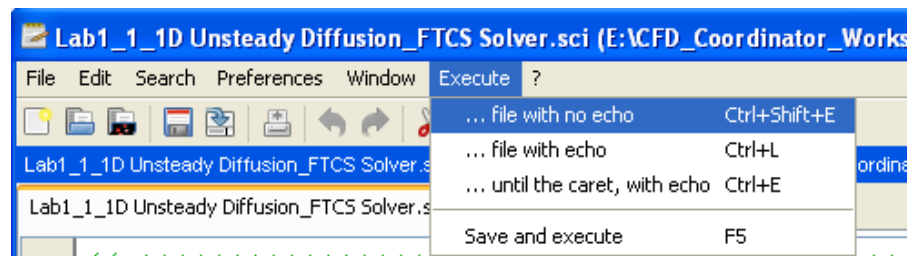 Lab1_1_1D Unsteady Diffusion_FTCS Solver.sci (E:\CFD_Coordinator_Works
File Edit Search Preferences Window Execute ?
... file with no echo Ctrl+Shift+E
Lab1_1_1D Unsteady Diffusion_FTCS Solver.s
... file with echo Ctrl+L
ordina
... until the caret, with echo Ctrl+E
Lab1_1_1D Unsteady Diffusion_FTCS Solver.s
Save and execute F5